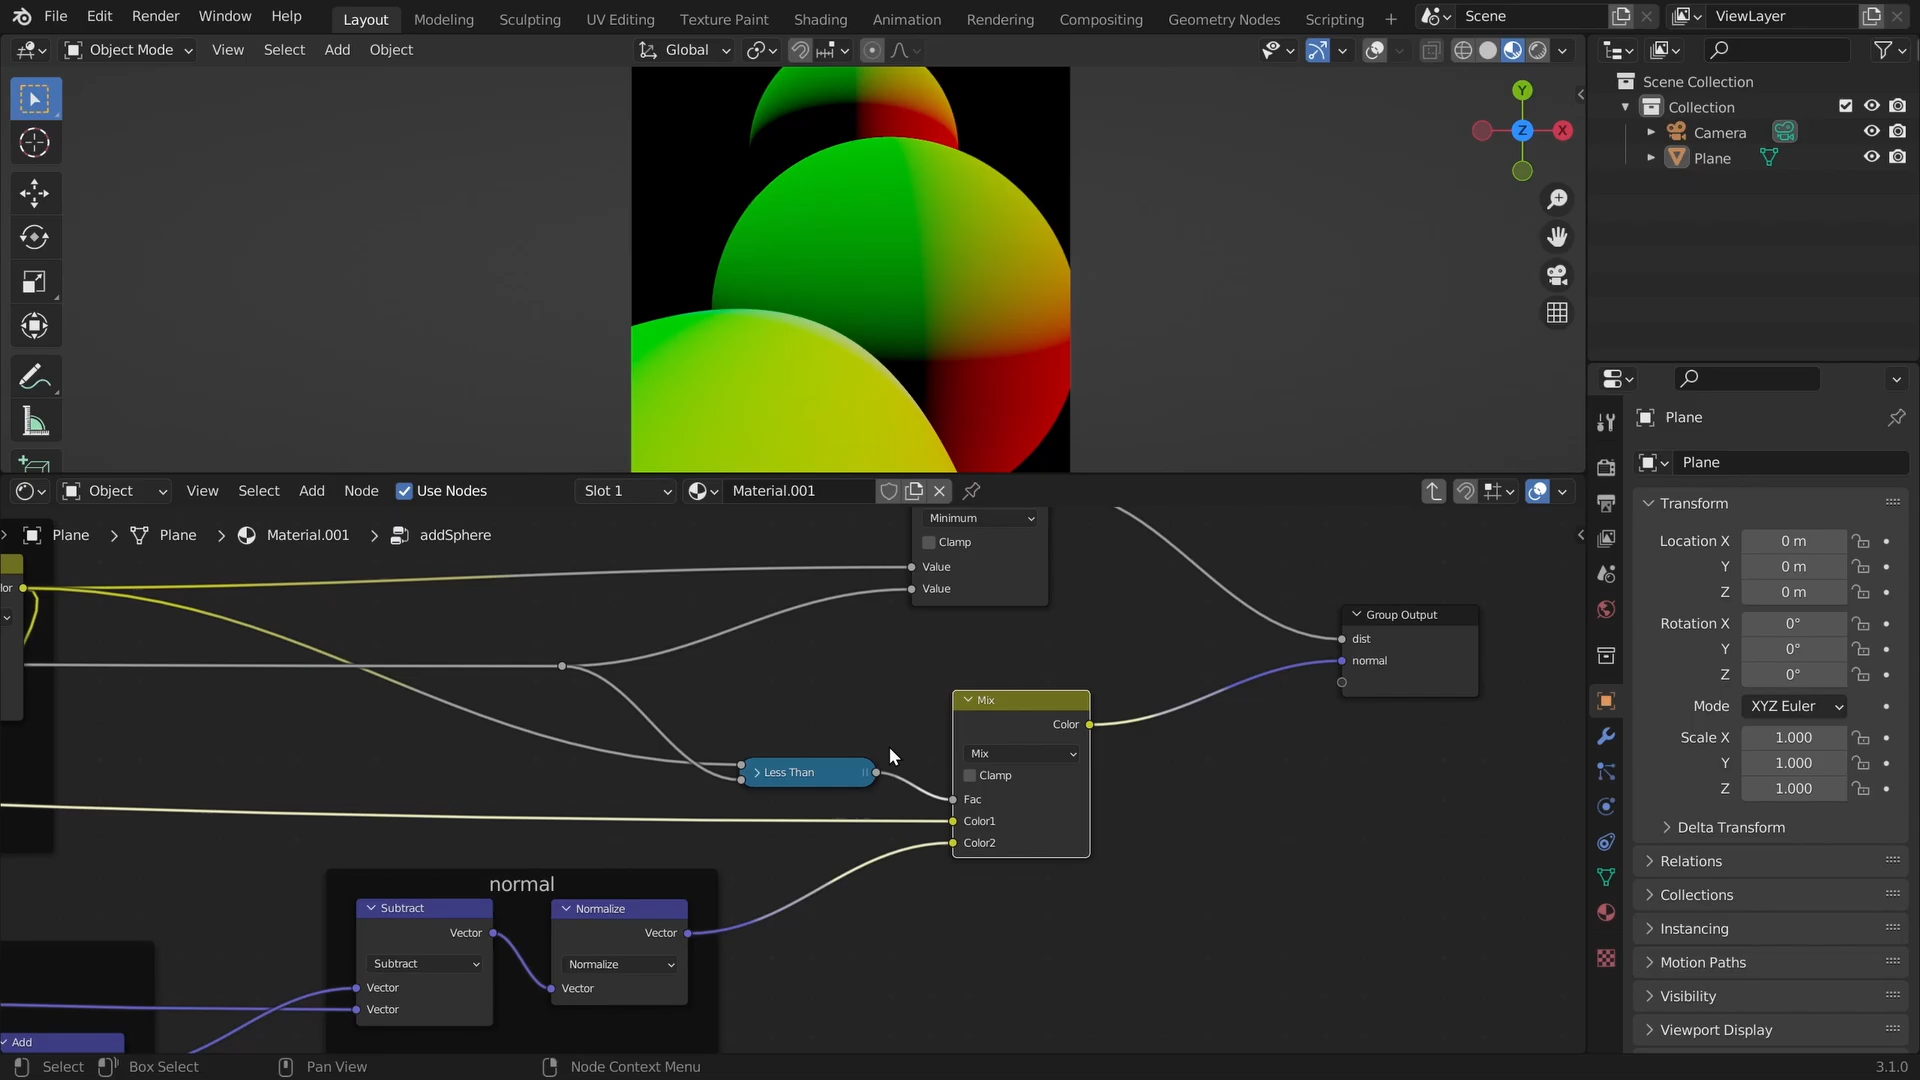 File Edit Render Window Help Layout Modeling Sculpting UV Editing Texture Paint Shading Animation Rendering Compositing Geometry Nodes Scripting + Scene ViewLayer
Object Mode View Select Add Object Global
Scene Collection
Collection
Camera
Plane
Y
Z
X
Plane
Plane
Transform
Location X 0 m
Y 0 m
Z 0 m
Rotation X 0°
Y 0°
Z 0°
Mode XYZ Euler
Scale X 1.000
Y 1.000
Z 1.000
Delta Transform
Relations
Collections
Instancing
Motion Paths
Visibility
Viewport Display
Object View Select Add Node Use Nodes Slot 1 Material.001
Plane > Plane > Material.001 > addSphere
Minimum
Clamp
Value
Value
lor
Group Output
dist
normal
Mix
Color
Mix
Clamp
Fac
Color1
Color2
Less Than
normal
Subtract
Vector
Subtract
Vector
Vector
Normalize
Vector
Normalize
Vector
Add
Select Box Select Pan View Node Context Menu 3.1.0